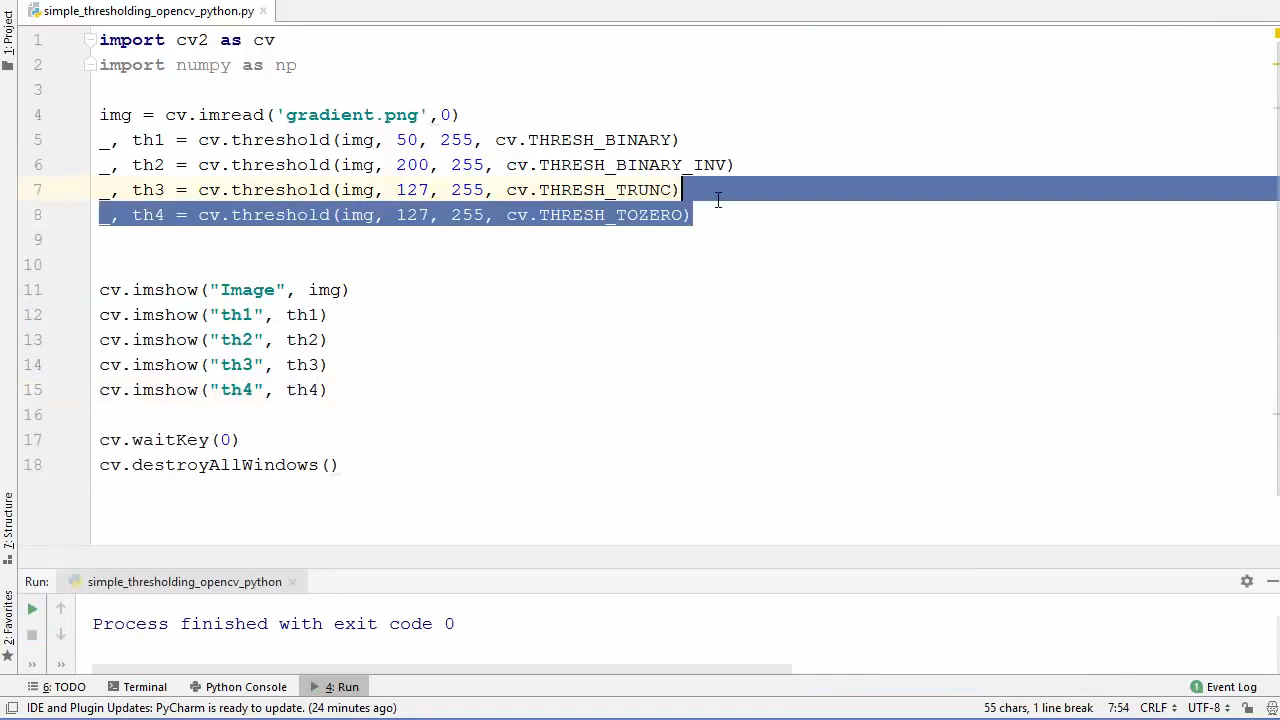 simple_thresholding_opencv_python.py
1: Project
1 import cv2 as cv
2 import numpy as np
3
4 img = cv.imread('gradient.png',0)
5 _, th1 = cv.threshold(img, 50, 255, cv.THRESH_BINARY)
6 _, th2 = cv.threshold(img, 200, 255, cv.THRESH_BINARY_INV)
7 _, th3 = cv.threshold(img, 127, 255, cv.THRESH_TRUNC)
8 _, th4 = cv.threshold(img, 127, 255, cv.THRESH_TOZERO)
9
10
11 cv.imshow("Image", img)
12 cv.imshow("th1", th1)
13 cv.imshow("th2", th2)
14 cv.imshow("th3", th3)
15 cv.imshow("th4", th4)
16
17 cv.waitKey(0)
18 cv.destroyAllWindows()
7: Structure
2: Favorites
Run: simple_thresholding_opencv_python
Process finished with exit code 0
6: TODO Terminal Python Console 4: Run 1 Event Log
IDE and Plugin Updates: PyCharm is ready to update. (24 minutes ago) 55 chars, 1 line break 7:54 CRLF UTF-8